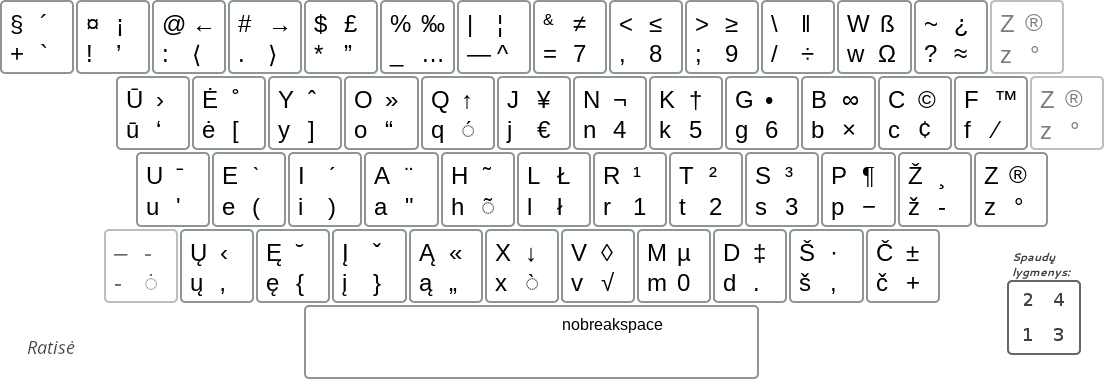 § ´ ¤ ¡ @ ← # → $ £ % ‰ | ¦ & ≠ < ≤ > ≥ \ ‖ W ß ~ ¿ Z ®
+ ` ! ’ : ⟨ . ⟩ * ” _ … — ^ = 7 , 8 ; 9 / ÷ w Ω ? ≈ z °
Ū › Ė ˚ Y ˆ O » Q ↑ J ¥ N ¬ K † G • B ∞ C © F ™ Z ®
ū ‘ ė [ y ] o “ q ◌́ j € n 4 k 5 g 6 b × c ¢ f ⁄ z °
U ¯ E ` I ´ A ¨ H ˜ L Ł R ¹ T ² S ³ P ¶ Ž ¸ Z ®
u ' e ( i ) a " h ◌̃ l ł r 1 t 2 s 3 p − ž - z °
– - Ų ‹ Ę ˘ Į ˇ Ą « X ↓ V ◊ M µ D ‡ Š · Č ±
- ◌̇ ų ‚ ę { į } ą „ x ◌̀ v √ m 0 d . š , č +
nobreakspace
Ratisė
Spaudų
lygmenys:
2 4
1 3